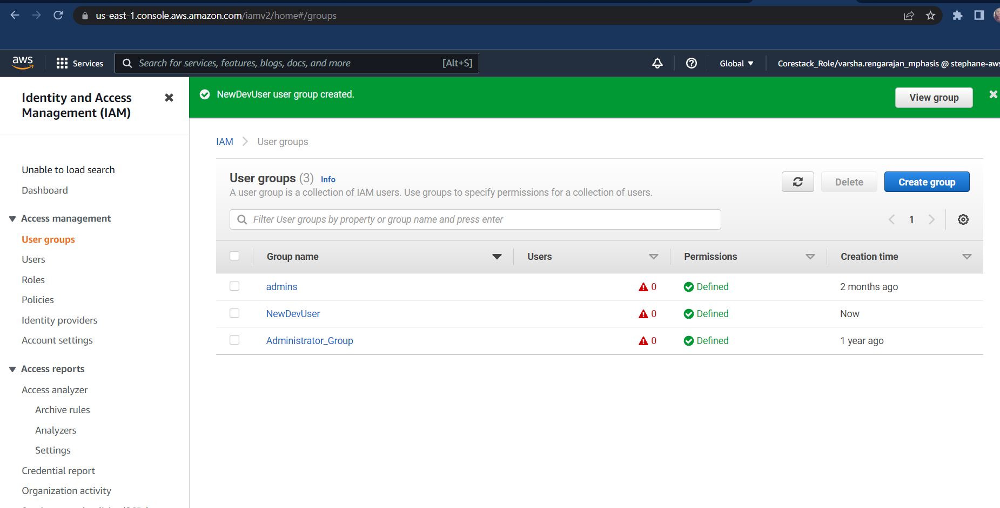 us-east-1.console.aws.amazon.com/iamv2/home#/groups
aws
Services
Search for services, features, blogs, docs, and more
[Alt+S]
Global
Corestack_Role/varsha.rengarajan_mphasis @ stephane-aws
Identity and Access
Management (IAM)
NewDevUser user group created.
View group
IAM
User groups
Unable to load search
Dashboard
Access management
User groups
Users
Roles
Policies
Identity providers
Account settings
Access reports
Access analyzer
Archive rules
Analyzers
Settings
Credential report
Organization activity
User groups (3) Info
A user group is a collection of IAM users. Use groups to specify permissions for a collection of users.
Delete
Create group
Filter User groups by property or group name and press enter
1
Group name Users Permissions Creation time
admins 0 Defined 2 months ago
NewDevUser 0 Defined Now
Administrator_Group 0 Defined 1 year ago